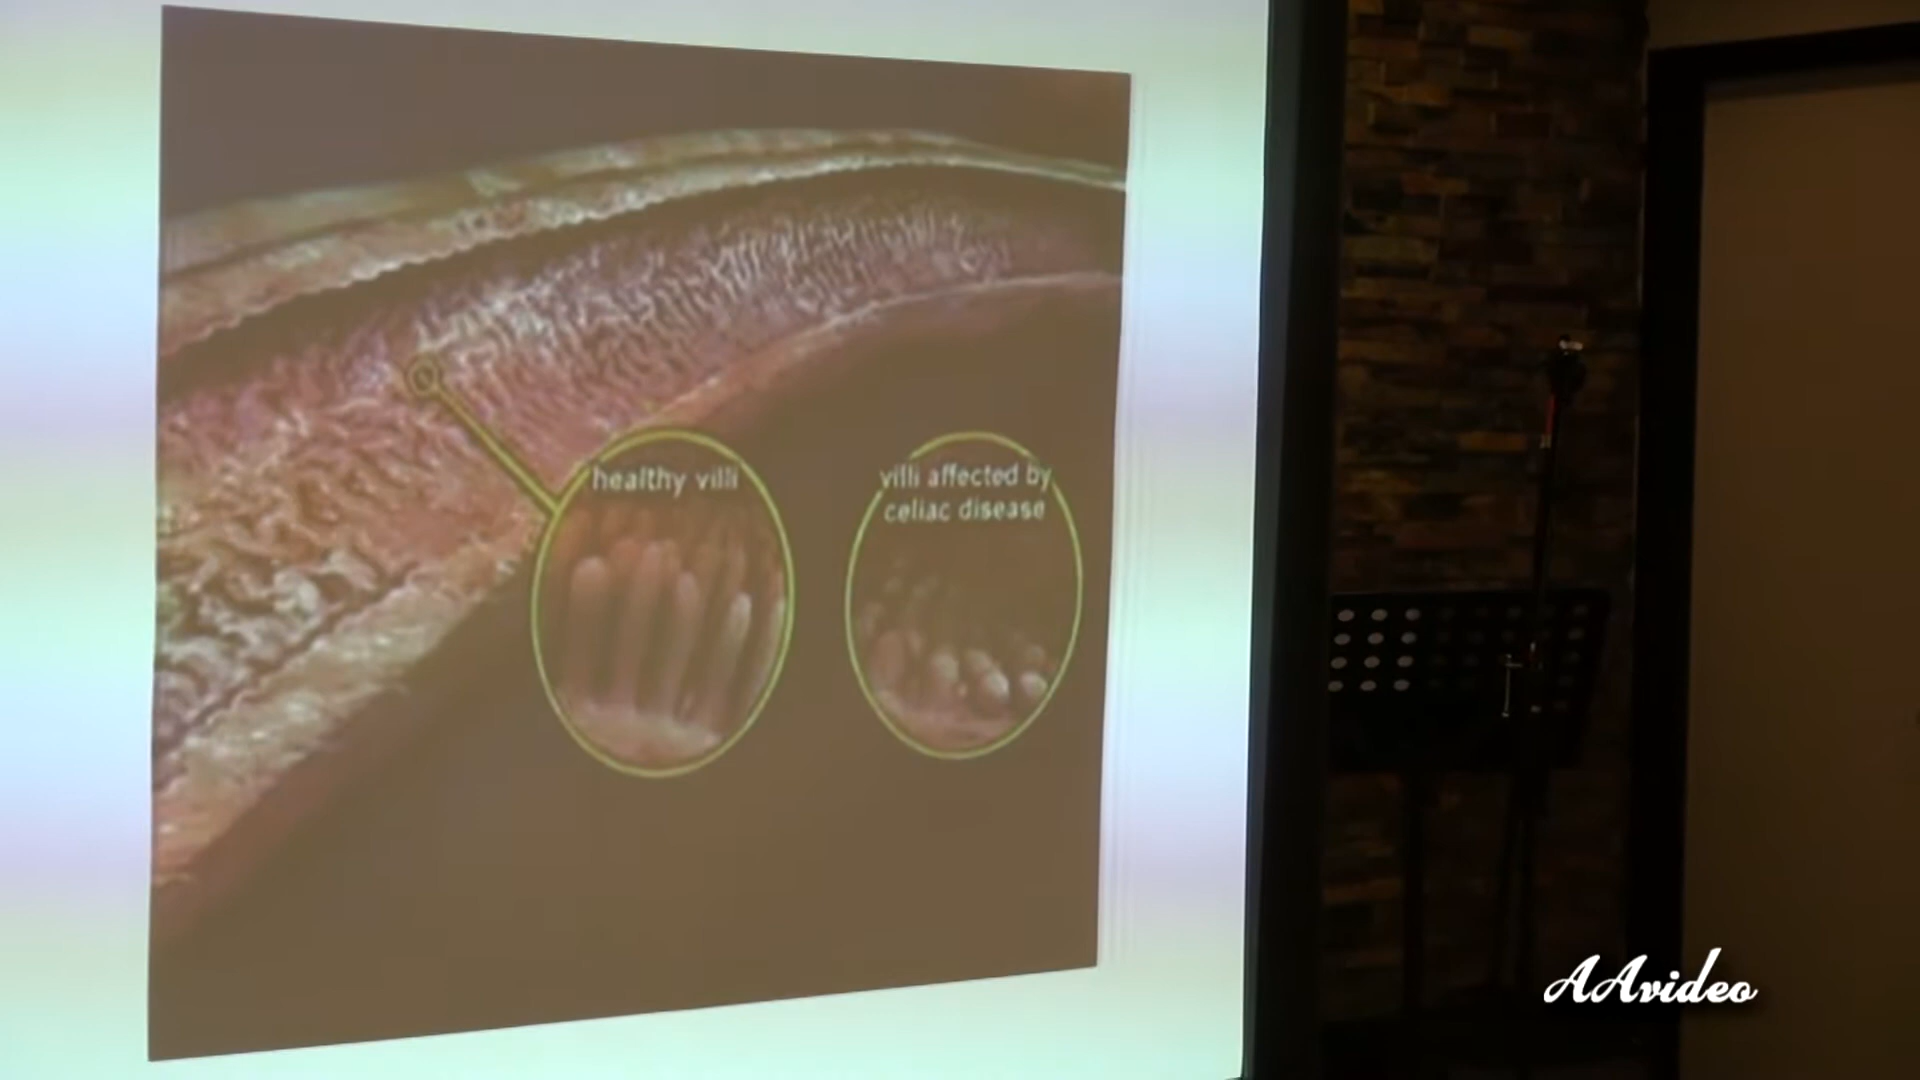 healthy villi
villi affected by
celiac disease
AAvideo